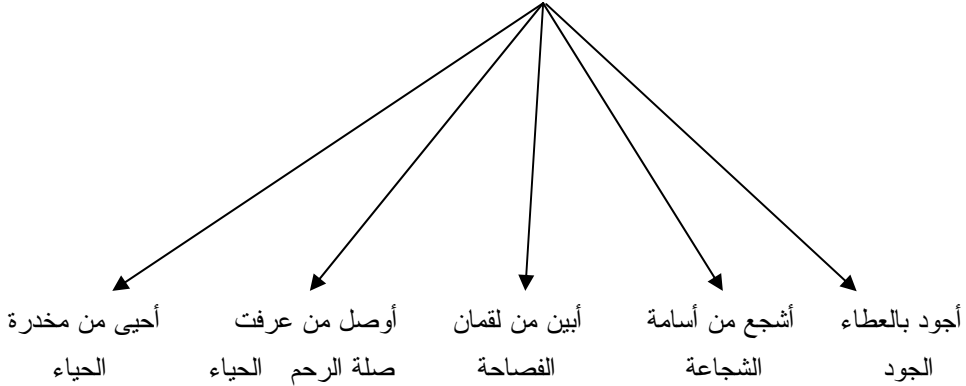 أجود بالعطاء أشجع من أسامة أبين من لقمان أوصل من عرفت أحيى من مخدرة
الجود الشجاعة الفصاحة صلة الرحم الحياء الحياء